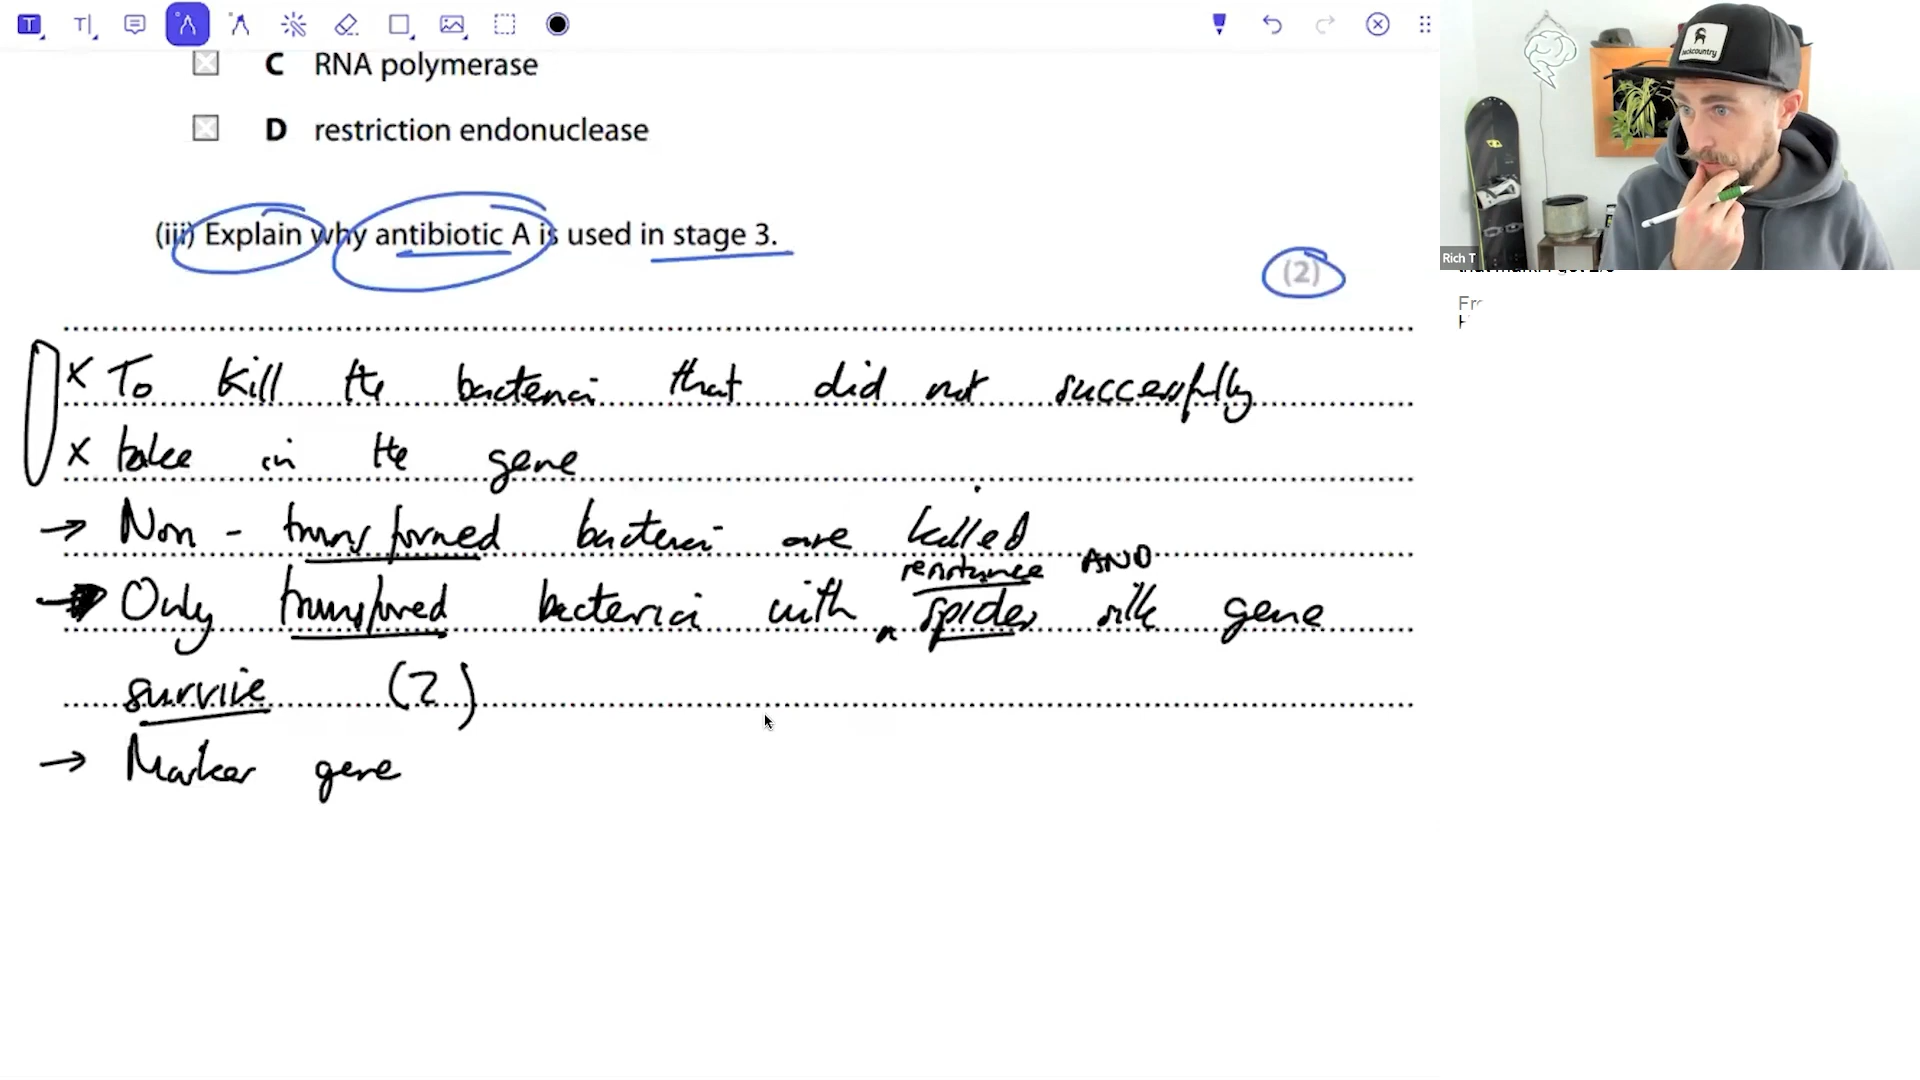 C RNA polymerase
D restriction endonuclease
(iii) Explain why antibiotic A is used in stage 3.
(2)
x To kill the bacteria that did not successfully
x take in the gene
→ Non - transformed bacteria are killed
resistance AND
→ Only transformed bacteria with spider silk gene
survive (2)
→ Marker gene
backcountry
Rich T